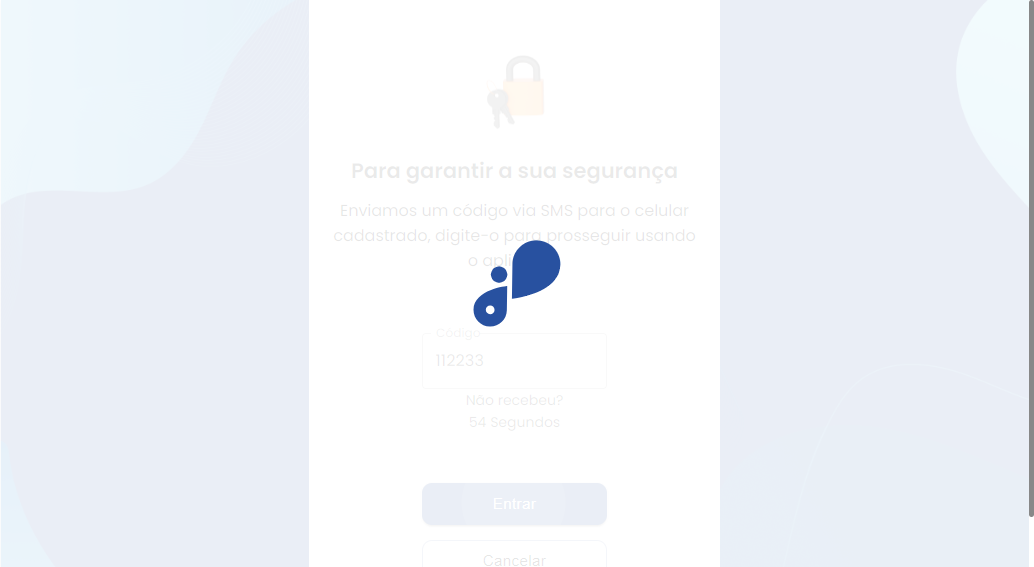 Para garantir a sua segurança
Enviamos um código via SMS para o celular
cadastrado, digite-o para prosseguir usando
o
Código
112233
Não recebeu?
54 Segundos
Entrar
Cancelar